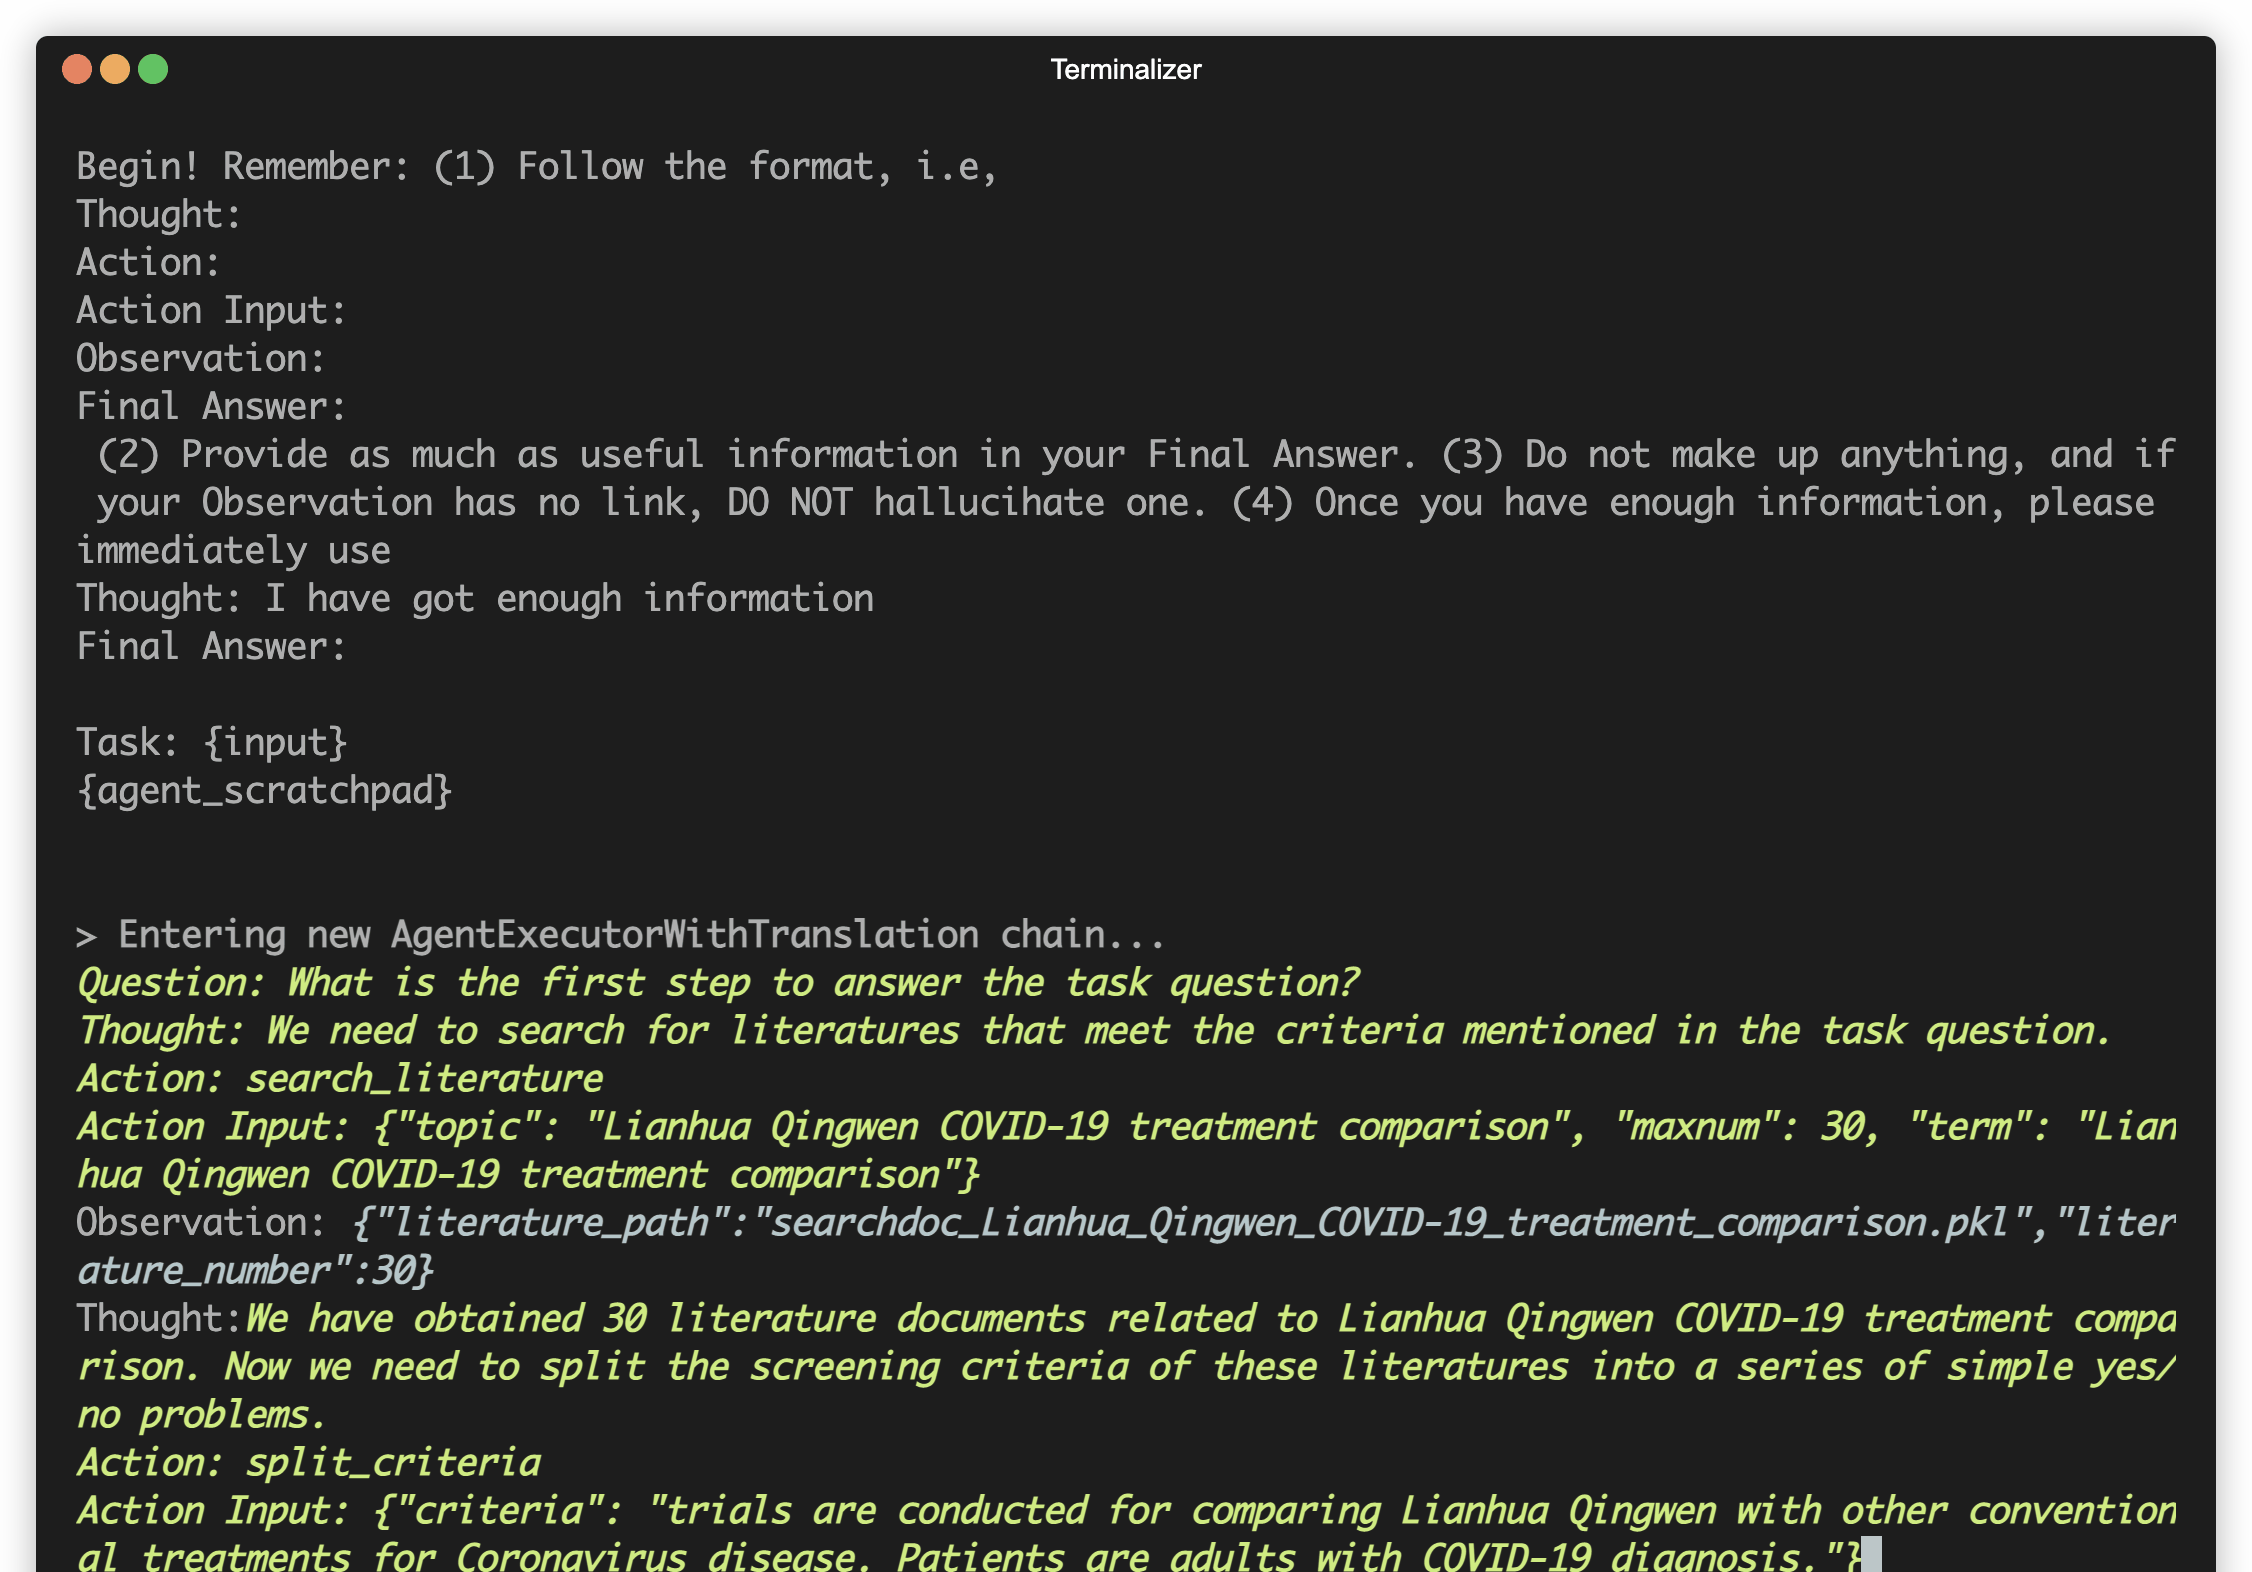 Terminalizer
Begin! Remember: (1) Follow the format, i.e,
Thought:
Action:
Action Input:
Observation:
Final Answer:
(2) Provide as much as useful information in your Final Answer. (3) Do not make up anything, and if
your Observation has no link, DO NOT hallucihate one. (4) Once you have enough information, please
immediately use
Thought: I have got enough information
Final Answer:
Task: {input}
{agent_scratchpad}
> Entering new AgentExecutorWithTranslation chain...
Question: What is the first step to answer the task question?
Thought: We need to search for literatures that meet the criteria mentioned in the task question.
Action: search_literature
Action Input: {"topic": "Lianhua Qingwen COVID-19 treatment comparison", "maxnum": 30, "term": "Lian
hua Qingwen COVID-19 treatment comparison"}
Observation: {"literature_path":"searchdoc_Lianhua_Qingwen_COVID-19_treatment_comparison.pkl","liter
ature_number":30}
Thought:We have obtained 30 literature documents related to Lianhua Qingwen COVID-19 treatment compa
rison. Now we need to split the screening criteria of these literatures into a series of simple yes/
no problems.
Action: split_criteria
Action Input: {"criteria": "trials are conducted for comparing Lianhua Qingwen with other convention
al treatments for Coronavirus disease. Patients are adults with COVID-19 diagnosis."}